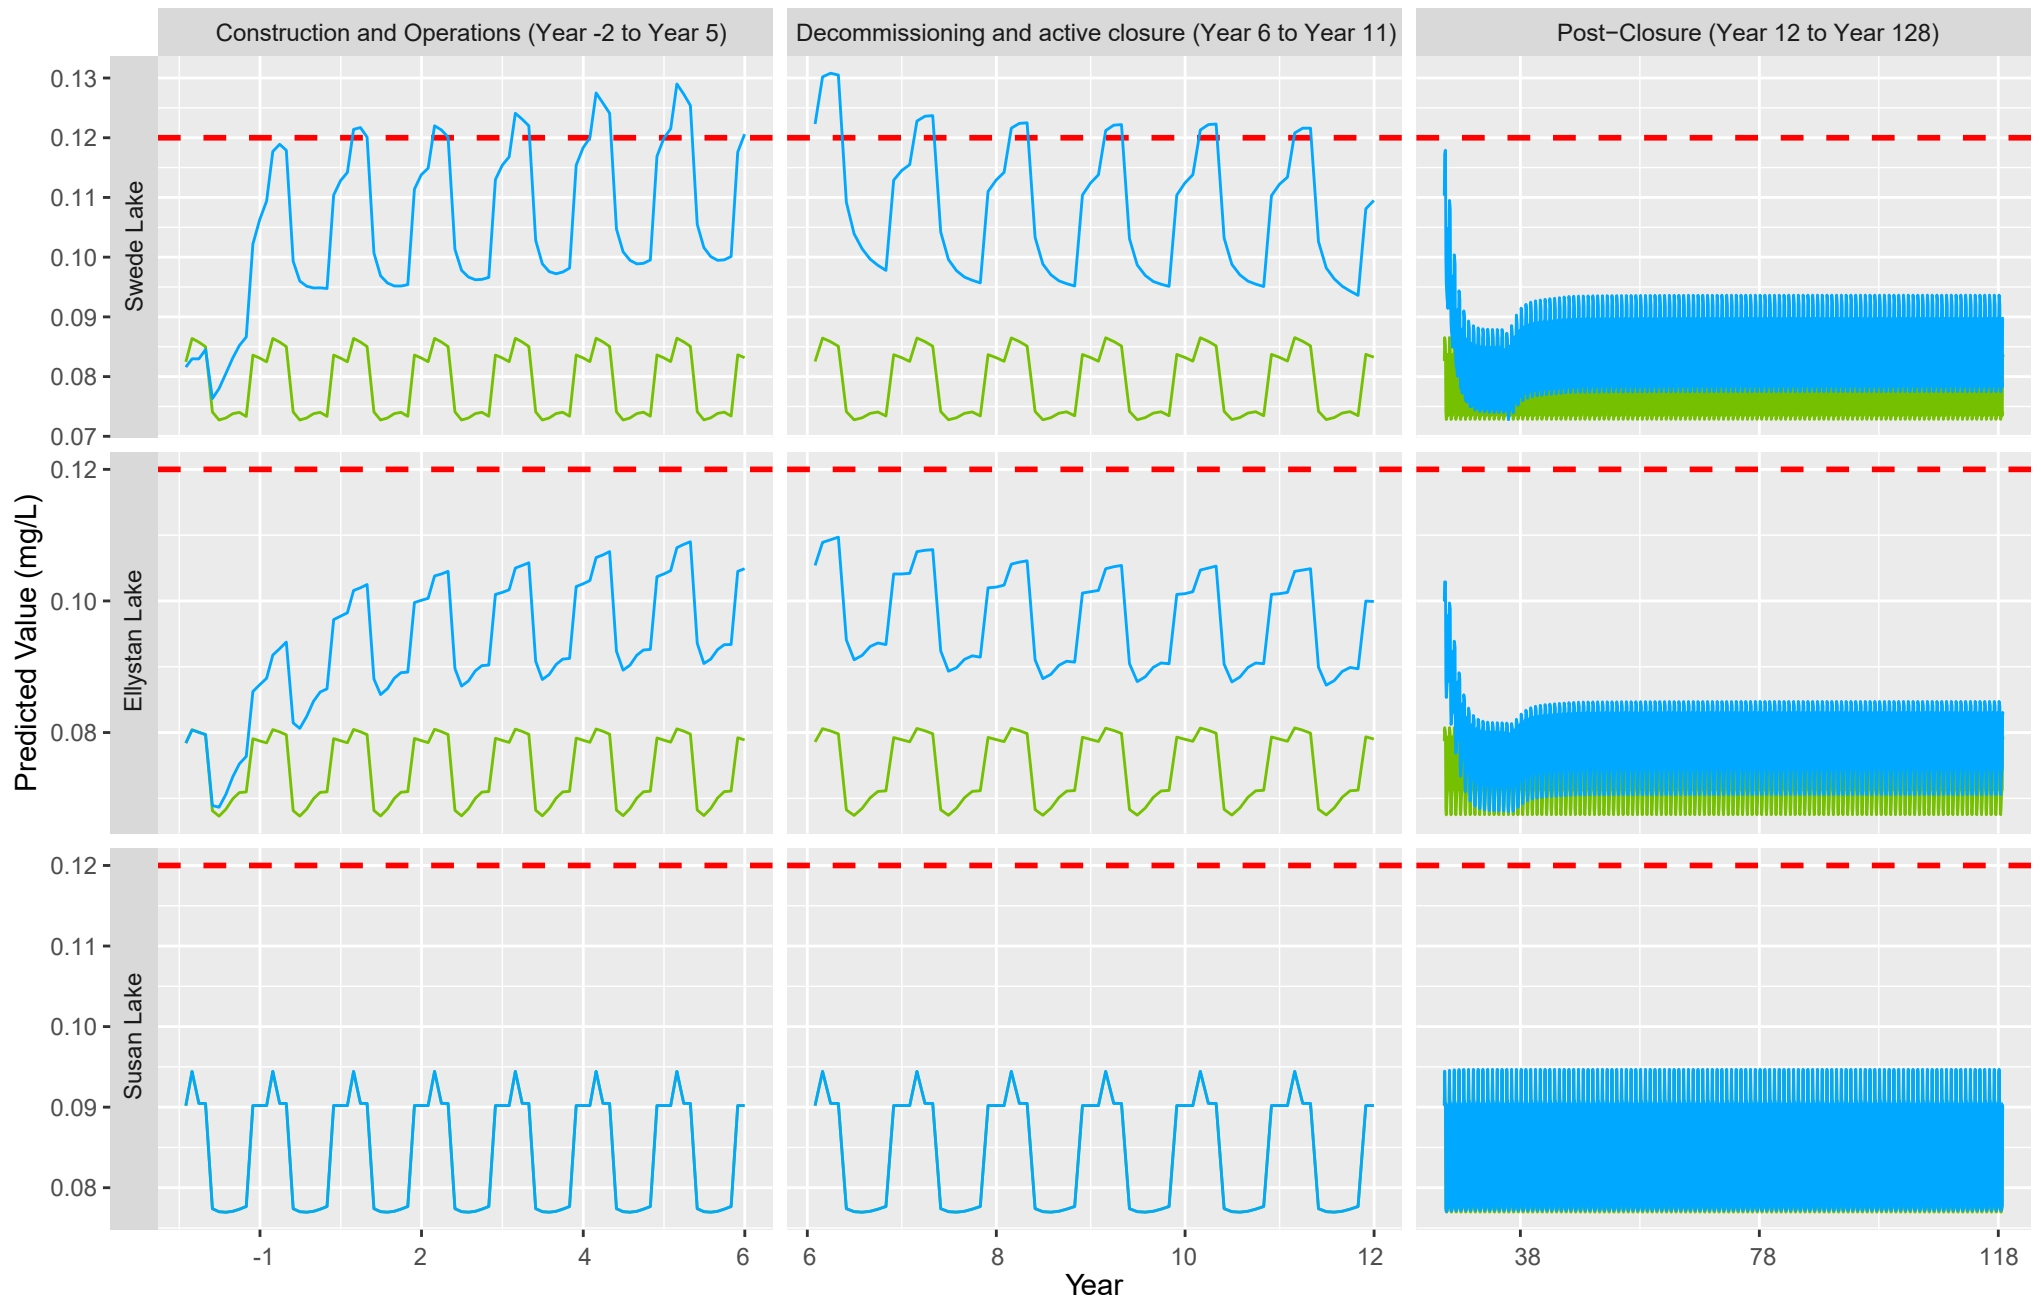 Construction and Operations (Year -2 to Year 5)
Decommissioning and active closure (Year 6 to Year 11)
Post−Closure (Year 12 to Year 128)
Predicted Value (mg/L)
Swede Lake
0.13
0.12
0.11
0.10
0.09
0.08
0.07
Ellystan Lake
0.12
0.10
0.08
Susan Lake
0.12
0.11
0.10
0.09
0.08
-1 2 4 6
6 8 10 12
38 78 118
Year